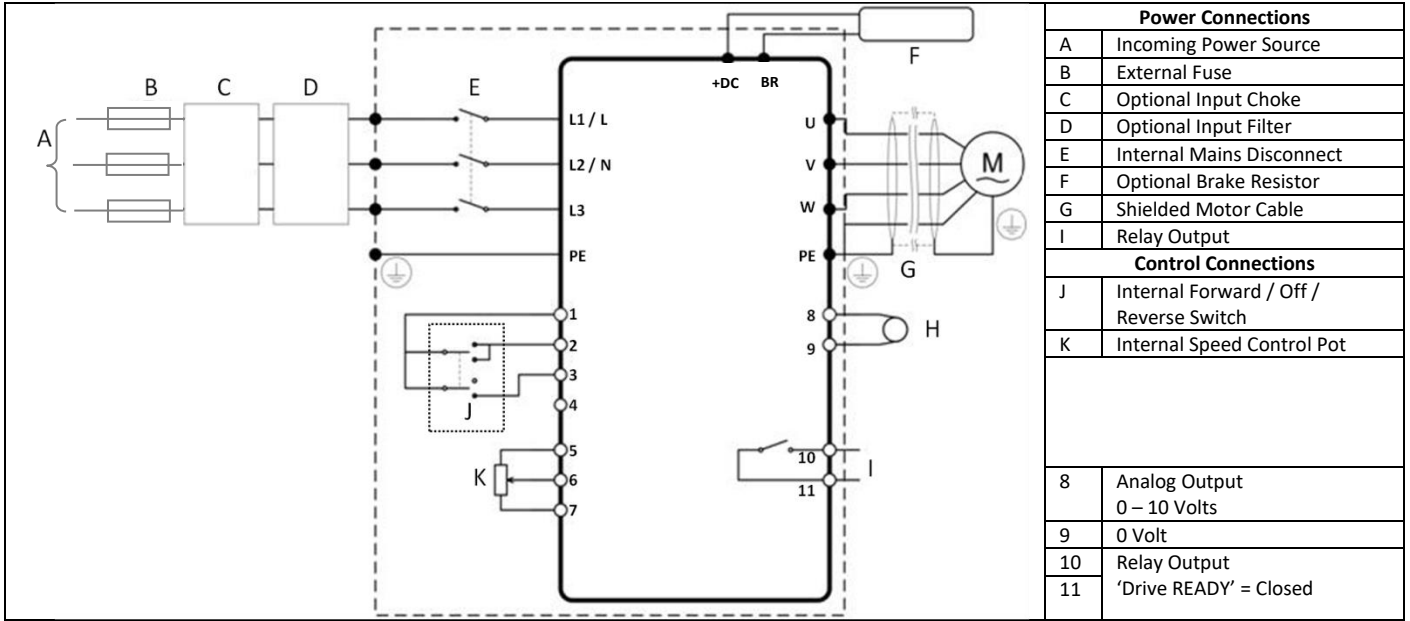 A
B
C
D
E
F
+DC BR
L1 / L
L2 / N
L3
PE
U
V
W
PE
M
G
1
2
3
4
5
6
7
J
K
8
9
H
10
11
I
Power Connections
A Incoming Power Source
B External Fuse
C Optional Input Choke
D Optional Input Filter
E Internal Mains Disconnect
F Optional Brake Resistor
G Shielded Motor Cable
I Relay Output
Control Connections
J Internal Forward / Off /
Reverse Switch
K Internal Speed Control Pot
8 Analog Output
0 – 10 Volts
9 0 Volt
10 Relay Output
11 ‘Drive READY’ = Closed